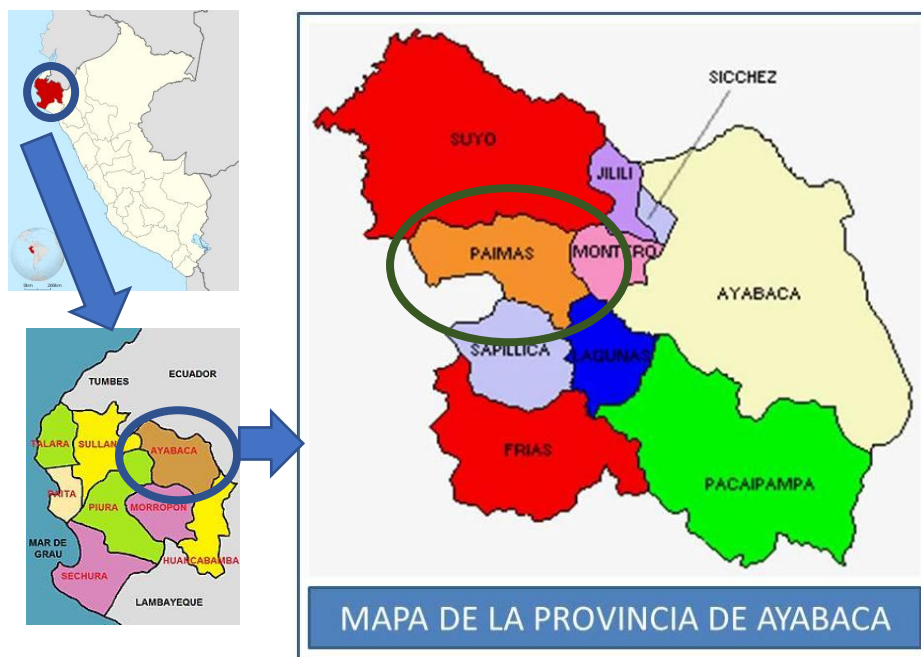 SICCHEZ
SUYO
JILILI
PAIMAS
MONTERO
AYABACA
SAPILLICA
LAGUNAS
FRIAS
PACAIPAMPA
MAPA DE LA PROVINCIA DE AYABACA
ECUADOR
TUMBES
TALARA
SULLAN
AYABACA
PAITA
PIURA
MORROPON
MAR DE
GRAU
HUANCABAMBA
SECHURA
LAMBAYEQUE